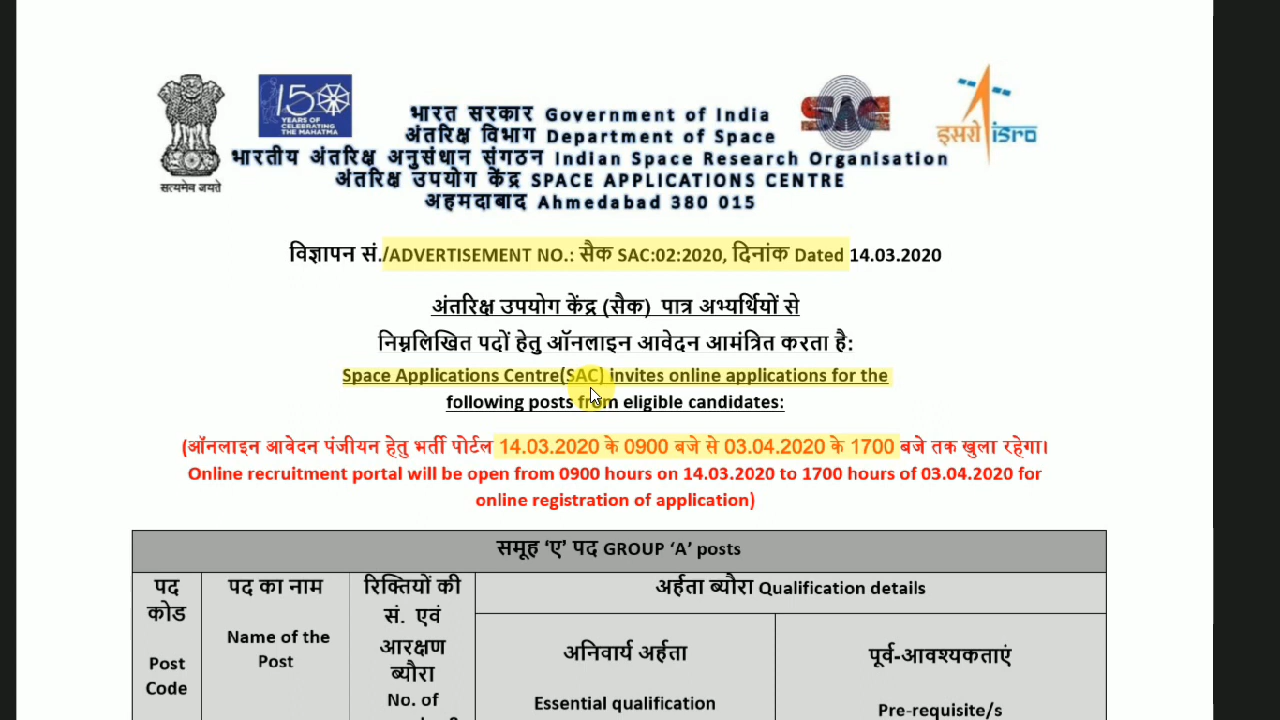 150
YEARS OF
CELEBRATING
THE MAHATMA
सत्यमेव जयते
SAC
इसरो isro
भारत सरकार Government of India
अंतरिक्ष विभाग Department of Space
भारतीय अंतरिक्ष अनुसंधान संगठन Indian Space Research Organisation
अंतरिक्ष उपयोग केंद्र SPACE APPLICATIONS CENTRE
अहमदाबाद Ahmedabad 380 015
विज्ञापन सं./ADVERTISEMENT NO.: सैक SAC:02:2020, दिनांक Dated 14.03.2020
अंतरिक्ष उपयोग केंद्र (सैक) पात्र अभ्यर्थियों से
निम्नलिखित पदों हेतु ऑनलाइन आवेदन आमंत्रित करता है:
Space Applications Centre(SAC) invites online applications for the
following posts from eligible candidates:
(ऑनलाइन आवेदन पंजीयन हेतु भर्ती पोर्टल 14.03.2020 के 0900 बजे से 03.04.2020 के 1700 बजे तक खुला रहेगा।
Online recruitment portal will be open from 0900 hours on 14.03.2020 to 1700 hours of 03.04.2020 for
online registration of application)
समूह ‘ए’ पद GROUP ‘A’ posts
पद
कोड
Post
Code
पद का नाम
Name of the
Post
रिक्तियों की
सं. एवं
आरक्षण
ब्यौरा
No. of
अर्हता ब्यौरा Qualification details
अनिवार्य अर्हता
Essential qualification
पूर्व-आवश्यकताएं
Pre-requisite/s